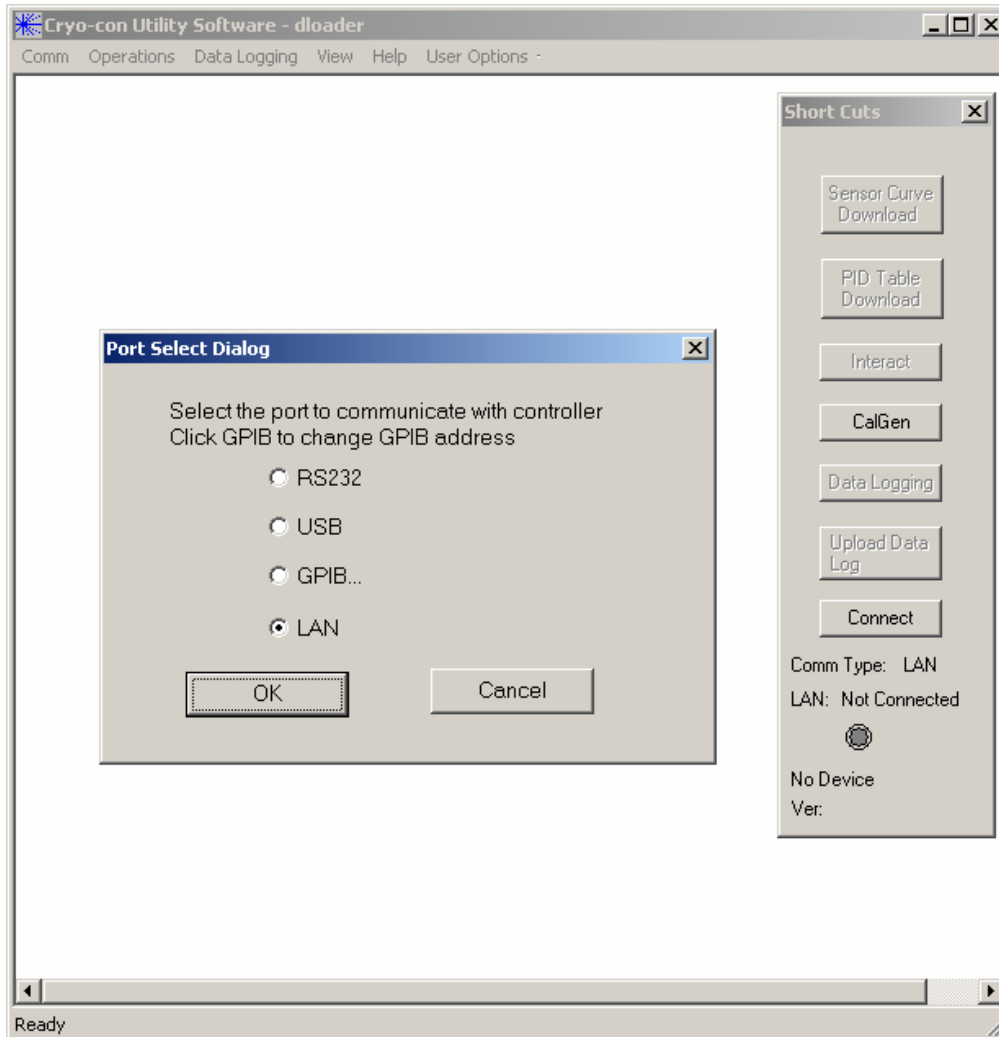 Cryo-con Utility Software - dloader
Comm Operations Data Logging View Help User Options -
Short Cuts
Sensor Curve
Download
PID Table
Download
Interact
CalGen
Data Logging
Upload Data
Log
Connect
Comm Type: LAN
LAN: Not Connected
No Device
Ver:
Port Select Dialog
Select the port to communicate with controller
Click GPIB to change GPIB address
RS232
USB
GPIB...
LAN
OK Cancel
Ready